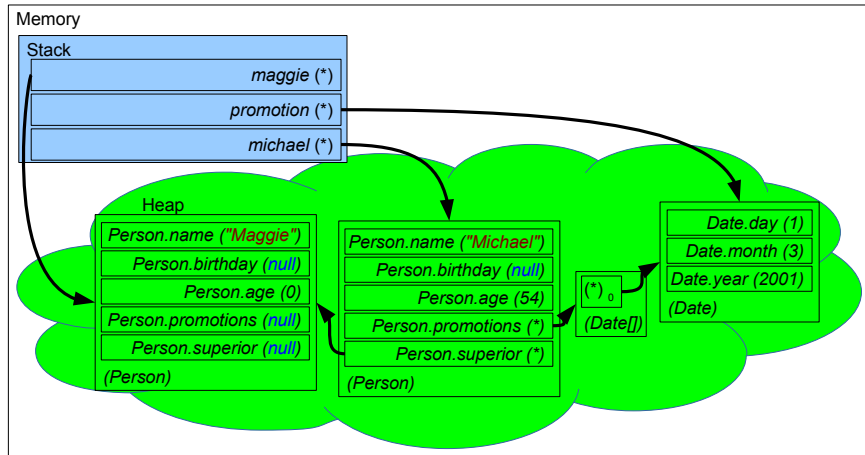 Memory
Stack
maggie (*)
promotion (*)
michael (*)
Heap
Person.name ("Maggie")
Person.birthday (null)
Person.age (0)
Person.promotions (null)
Person.superior (null)
(Person)
Person.name ("Michael")
Person.birthday (null)
Person.age (54)
Person.promotions (*)
Person.superior (*)
(Person)
(*) 0
(Date[])
Date.day (1)
Date.month (3)
Date.year (2001)
(Date)